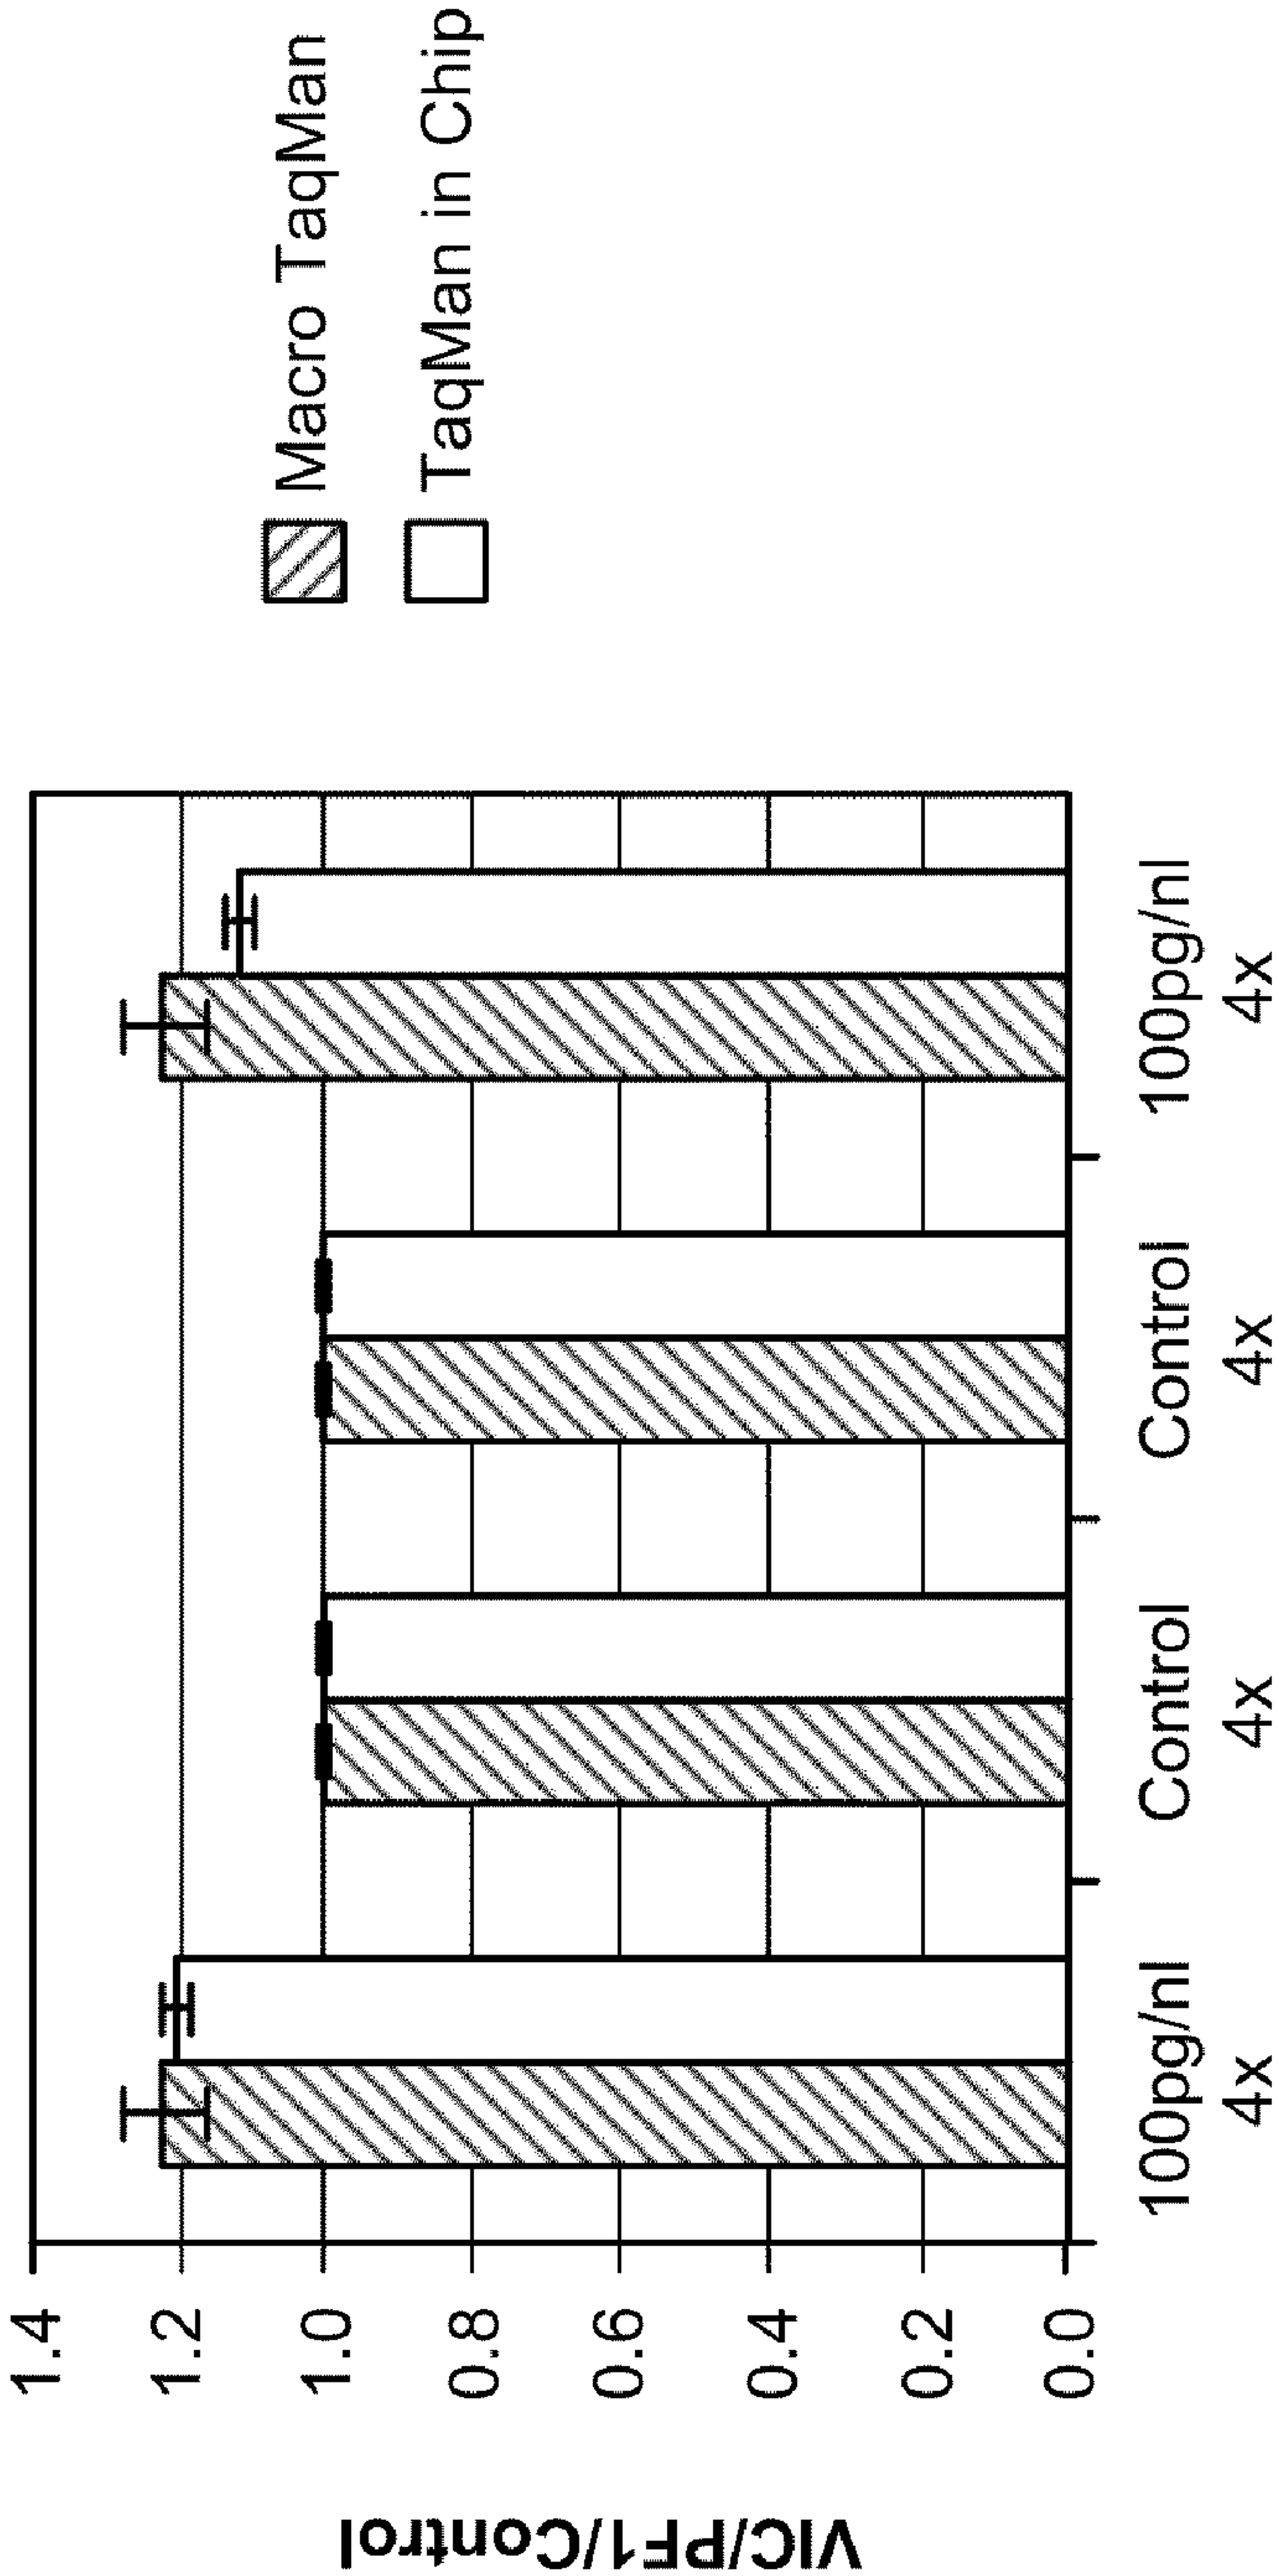 VIC/PF1/Control
1.4
1.2
1.0
0.8
0.6
0.4
0.2
0.0
100pg/nl
4x
Control
4x
Control
4x
100pg/nl
4x
Macro TaqMan
TaqMan in Chip